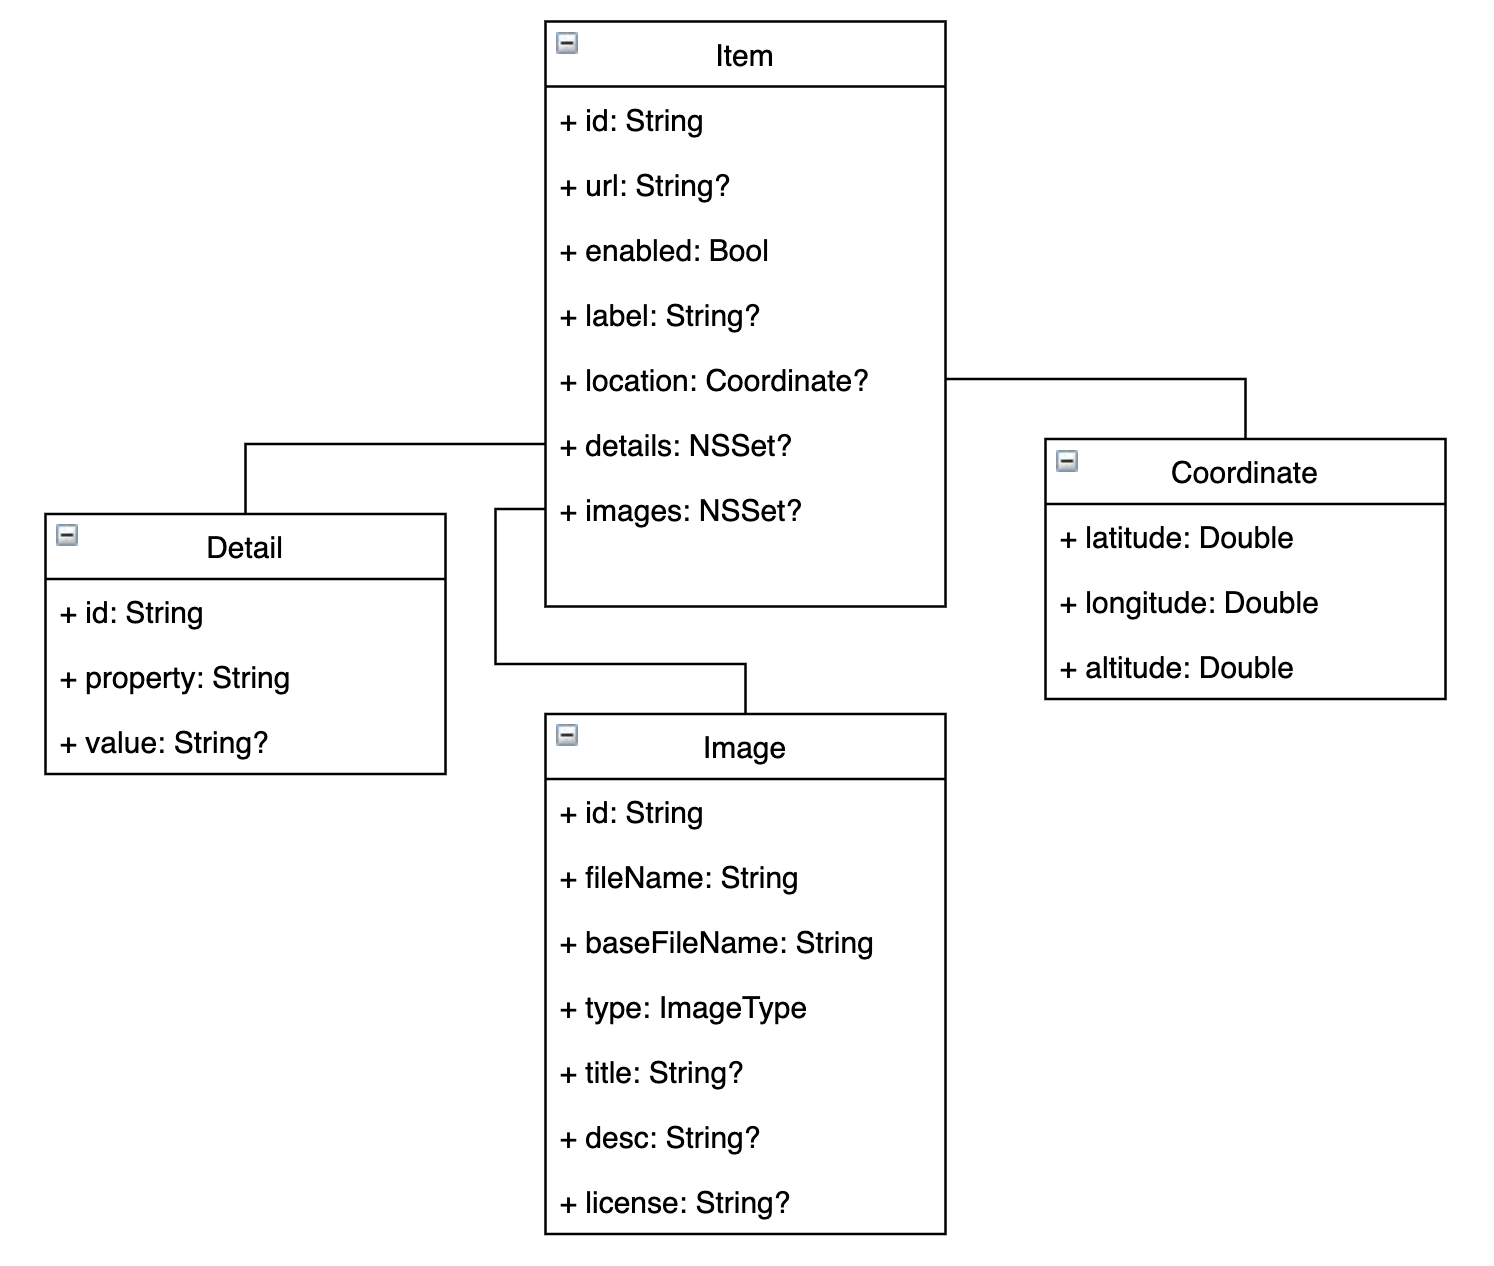 Item
+ id: String
+ url: String?
+ enabled: Bool
+ label: String?
+ location: Coordinate?
+ details: NSSet?
+ images: NSSet?
Coordinate
+ latitude: Double
+ longitude: Double
+ altitude: Double
Detail
+ id: String
+ property: String
+ value: String?
Image
+ id: String
+ fileName: String
+ baseFileName: String
+ type: ImageType
+ title: String?
+ desc: String?
+ license: String?